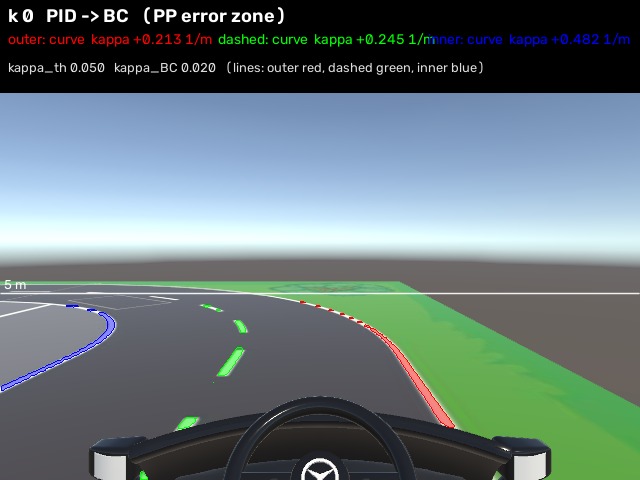 k 0 PID -> BC (PP error zone)
outer: curve kappa +0.213 1/m dashed: curve kappa +0.245 1/m inner: curve kappa +0.482 1/m
kappa_th 0.050 kappa_BC 0.020 (lines: outer red, dashed green, inner blue)
5 m